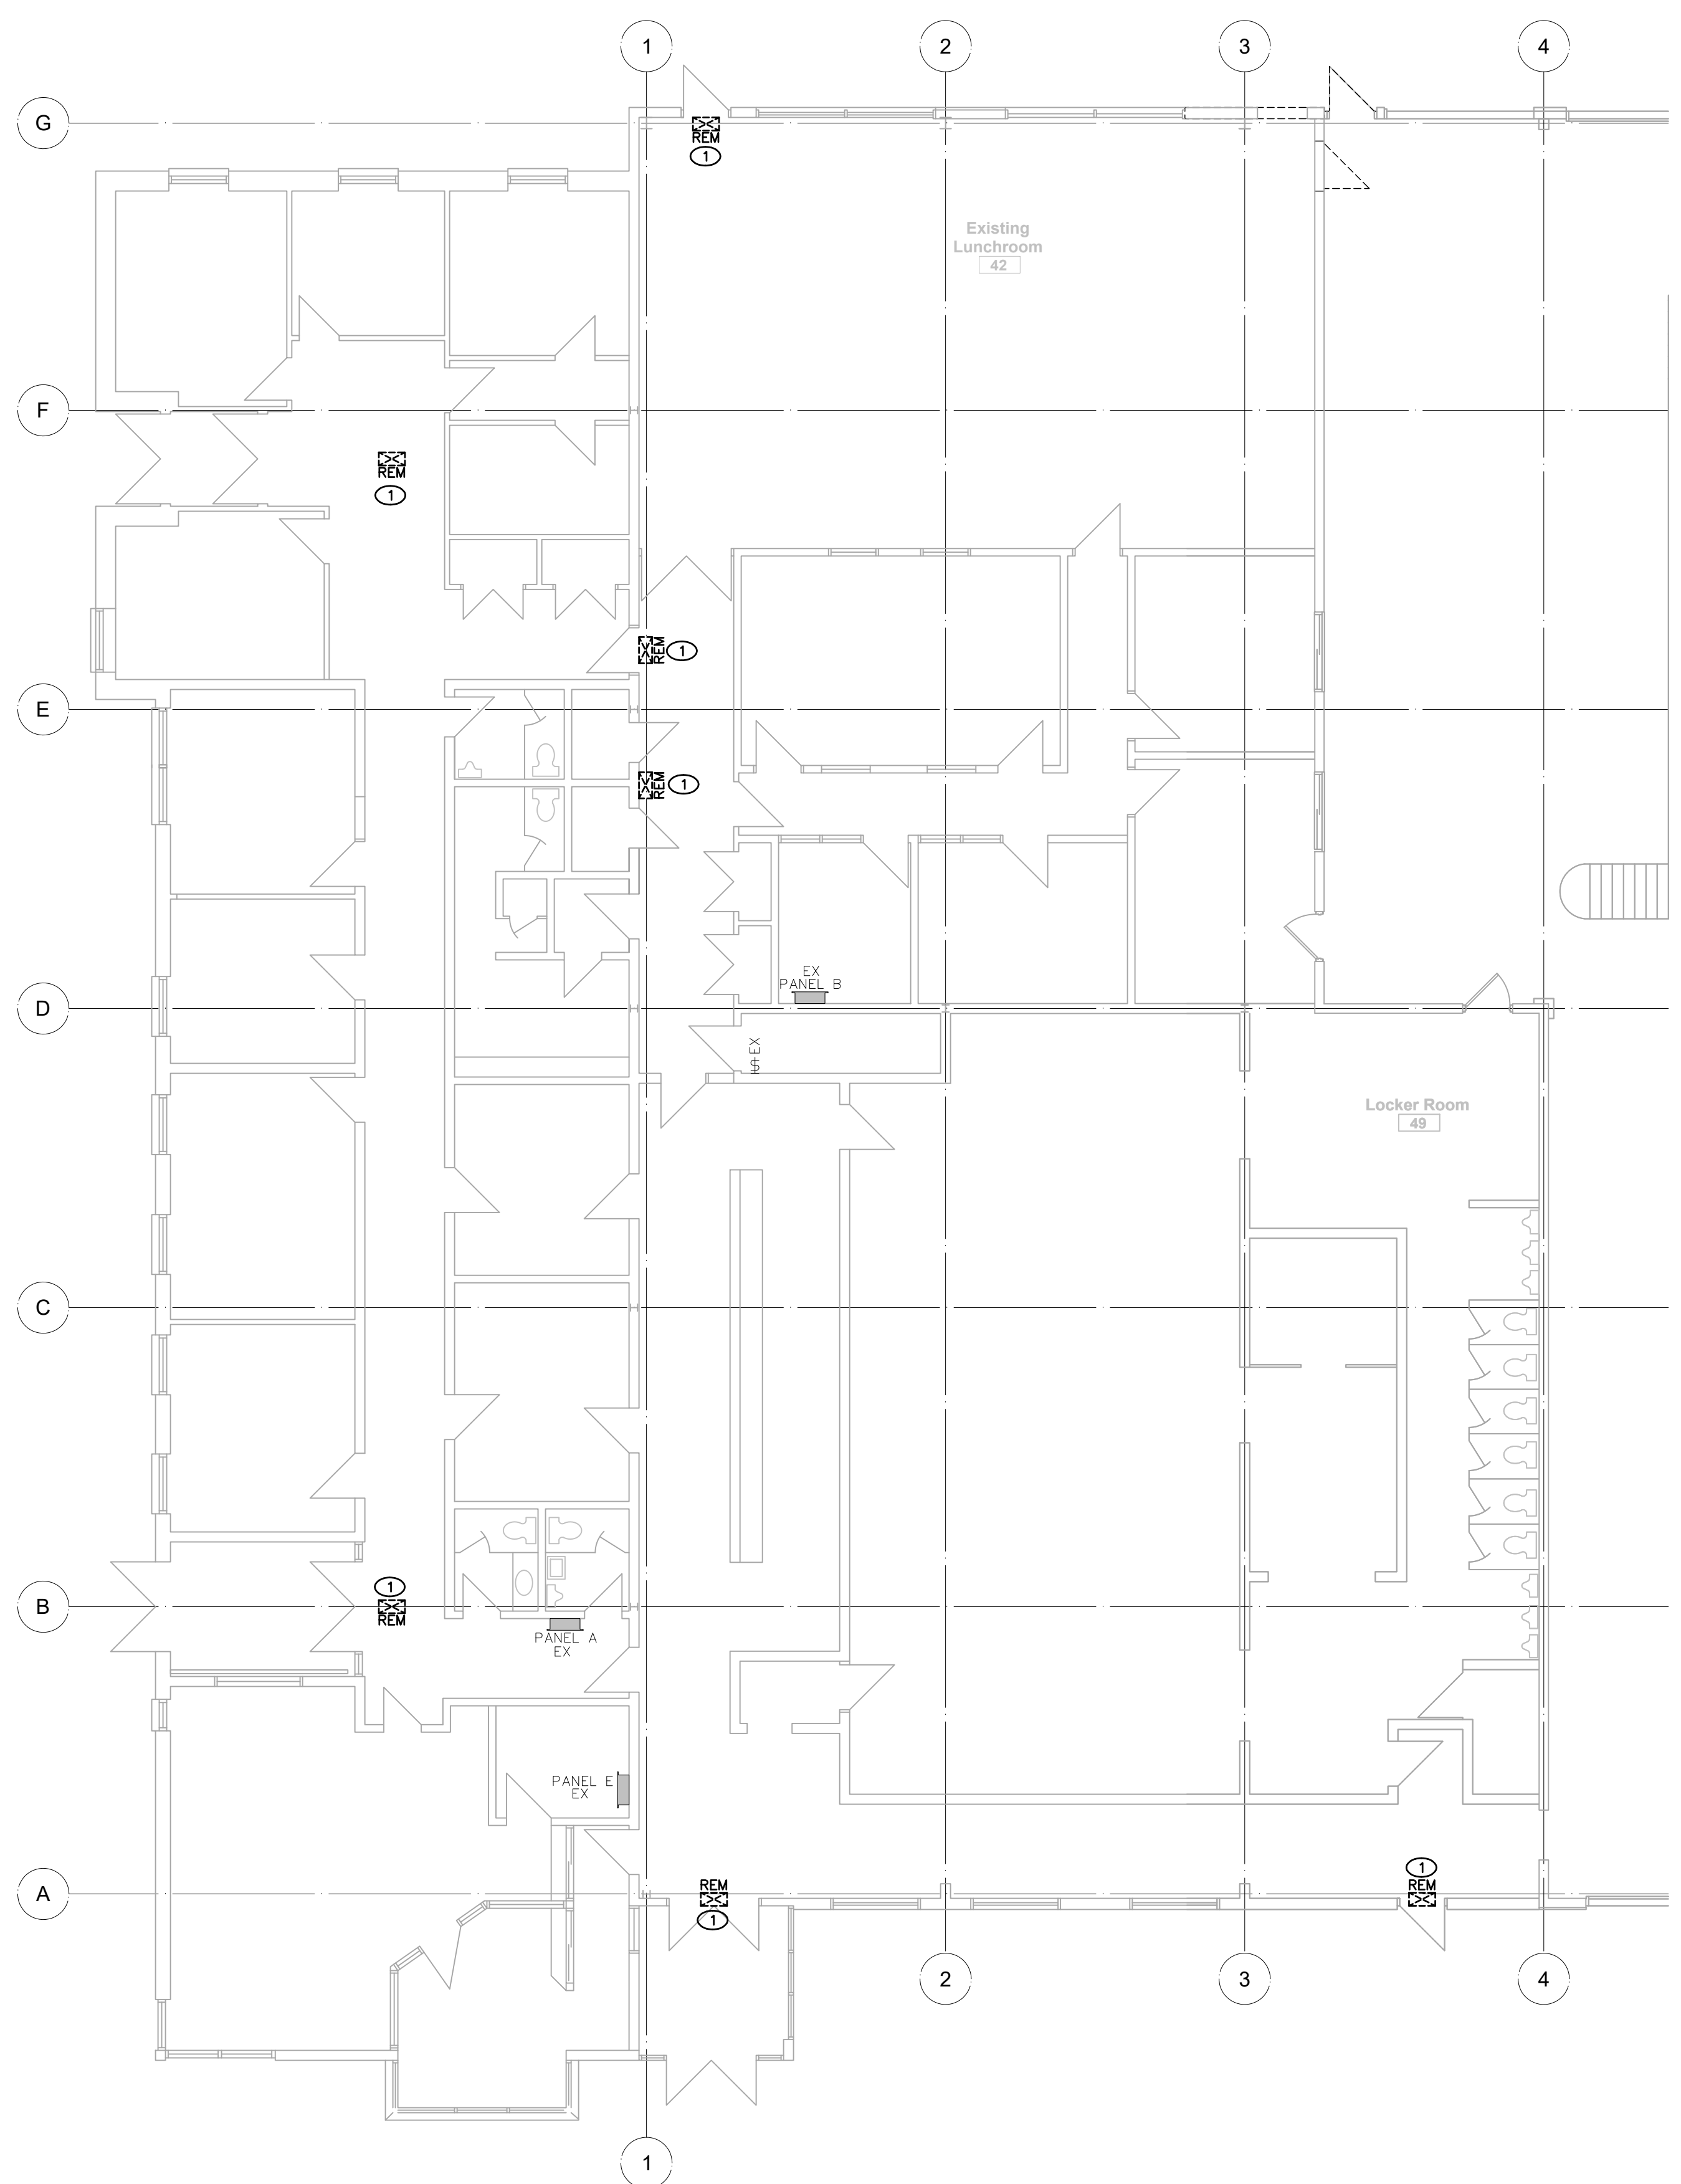 1
2
3
4
G
REM
1
Existing
Lunchroom
42
F
REM
1
REM
1
E
REM
1
EX
PANEL B
D
$ EX
Locker Room
49
C
1
REM
B
PANEL A
EX
PANEL E
EX
A
REM
1
1
REM
2
3
4
1